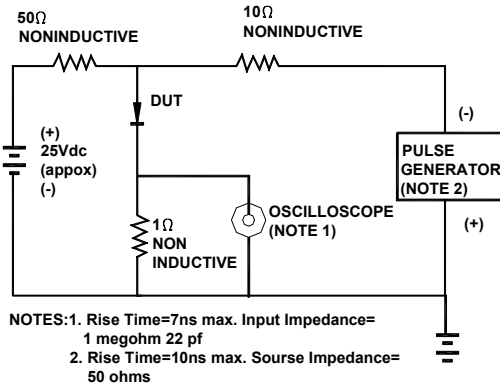 50Ω
NONINDUCTIVE
10Ω
NONINDUCTIVE
DUT
(+)
25Vdc
(appox)
(-)
(-)
PULSE
GENERATOR
(NOTE 2)
(+)
1Ω
NON
INDUCTIVE
OSCILLOSCOPE
(NOTE 1)
NOTES:1. Rise Time=7ns max. Input Impedance=
1 megohm 22 pf
2. Rise Time=10ns max. Sourse Impedance=
50 ohms